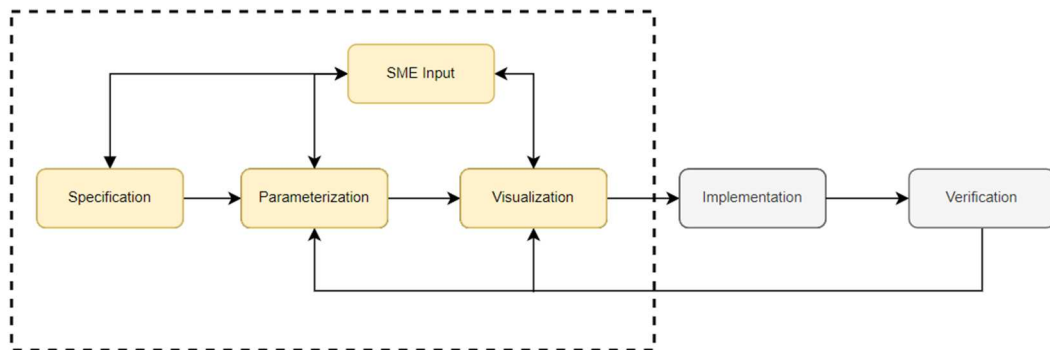 SME Input
Specification
Parameterization
Visualization
Implementation
Verification